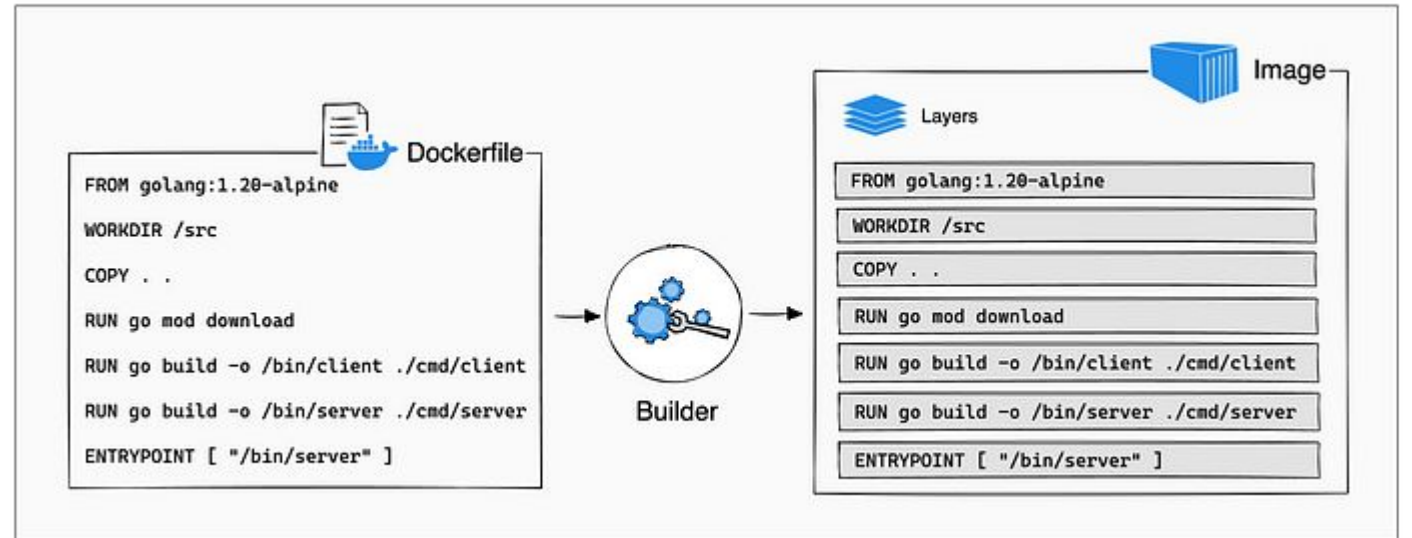 Dockerfile
FROM golang:1.20-alpine
WORKDIR /src
COPY . .
RUN go mod download
RUN go build -o /bin/client ./cmd/client
RUN go build -o /bin/server ./cmd/server
ENTRYPOINT [ "/bin/server" ]
Builder
Image
Layers
FROM golang:1.20-alpine
WORKDIR /src
COPY . .
RUN go mod download
RUN go build -o /bin/client ./cmd/client
RUN go build -o /bin/server ./cmd/server
ENTRYPOINT [ "/bin/server" ]